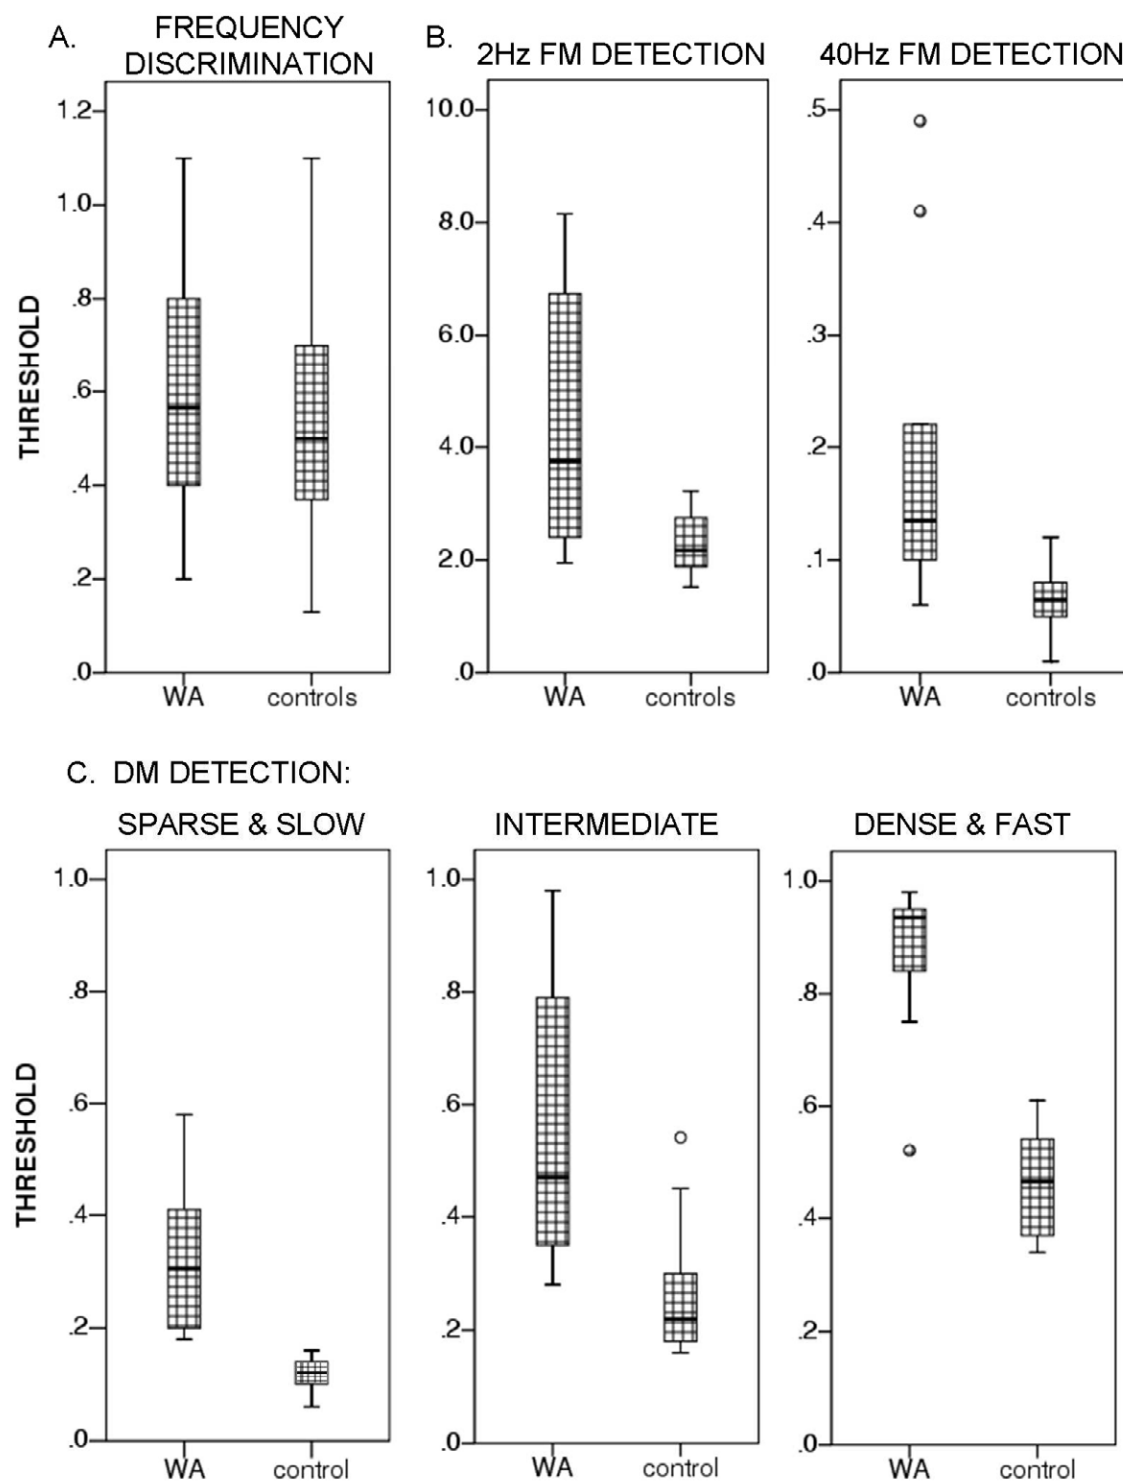 A.
FREQUENCY
DISCRIMINATION
THRESHOLD
1.2
1.0
.8
.6
.4
.2
.0
WA controls
B.
2Hz FM DETECTION
10.0
8.0
6.0
4.0
2.0
.0
WA controls
40Hz FM DETECTION
.5
.4
.3
.2
.1
.0
WA controls
C. DM DETECTION:
SPARSE & SLOW
THRESHOLD
1.0
.8
.6
.4
.2
.0
WA control
INTERMEDIATE
1.0
.8
.6
.4
.2
.0
WA control
DENSE & FAST
1.0
.8
.6
.4
.2
.0
WA control